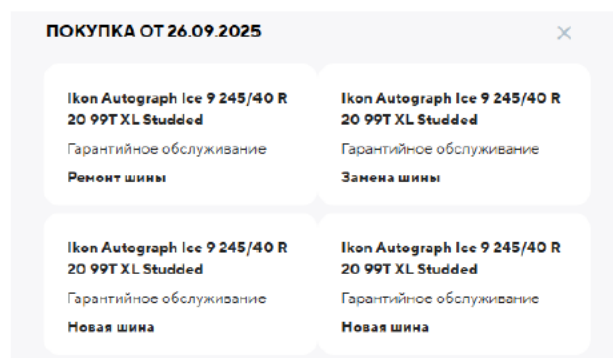 ПОКУПКА ОТ 26.09.2025
Ikon Autograph Ice 9 245/40 R
20 99T XL Studded
Гарантийное обслуживание
Ремонт шины
Ikon Autograph Ice 9 245/40 R
20 99T XL Studded
Гарантийное обслуживание
Замена шины
Ikon Autograph Ice 9 245/40 R
20 99T XL Studded
Гарантийное обслуживание
Новая шина
Ikon Autograph Ice 9 245/40 R
20 99T XL Studded
Гарантийное обслуживание
Новая шина